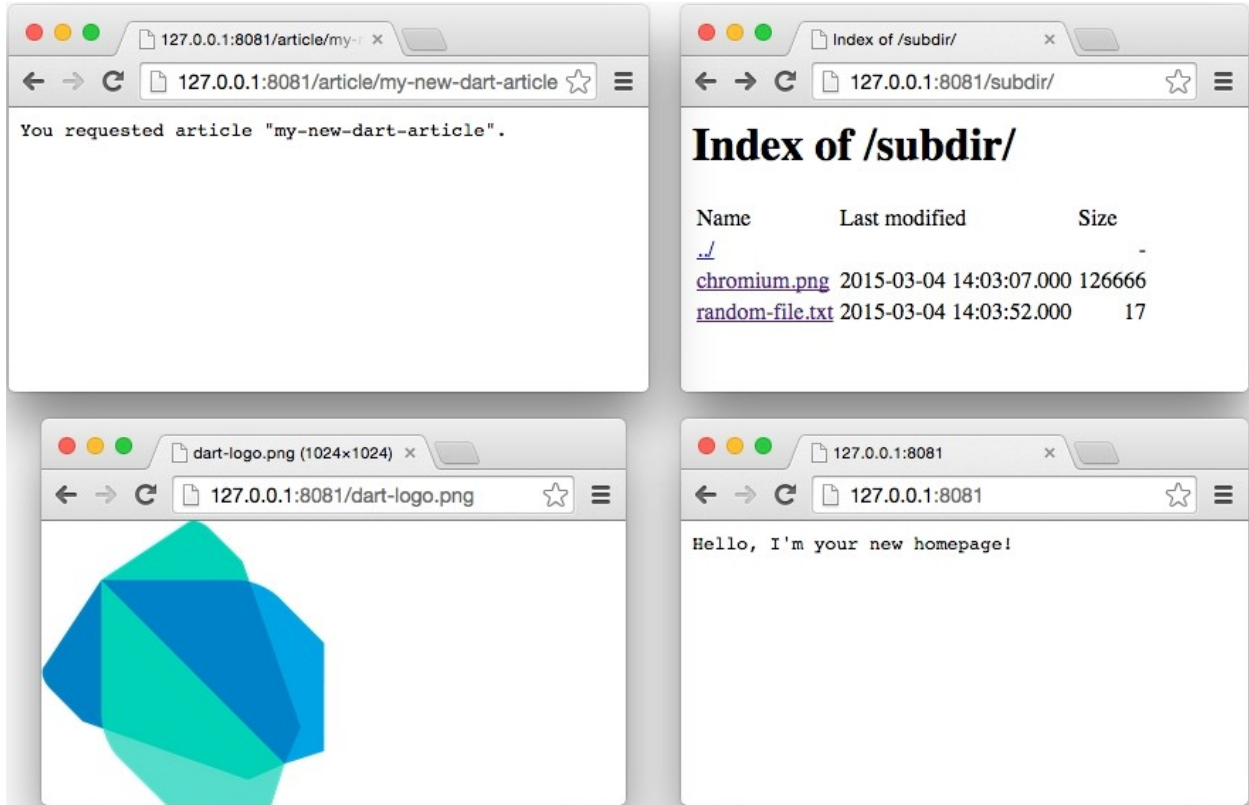 127.0.0.1:8081/article/my-
127.0.0.1:8081/article/my-new-dart-article
You requested article "my-new-dart-article".
Index of /subdir/
127.0.0.1:8081/subdir/
Index of /subdir/
Name Last modified Size
../ -
chromium.png 2015-03-04 14:03:07.000 126666
random-file.txt 2015-03-04 14:03:52.000 17
dart-logo.png (1024×1024)
127.0.0.1:8081/dart-logo.png
127.0.0.1:8081
127.0.0.1:8081
Hello, I'm your new homepage!